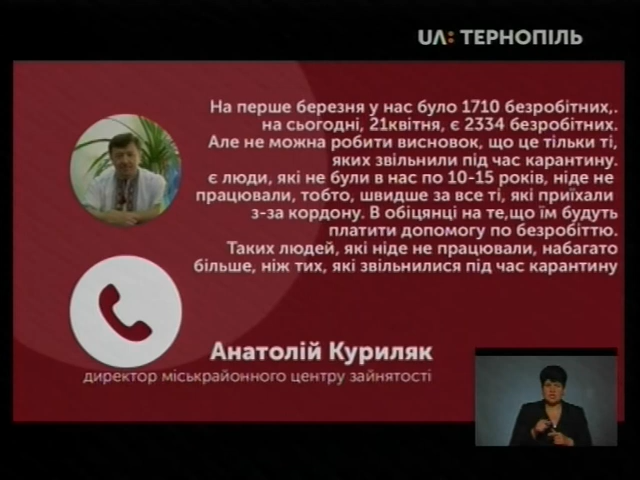 UA: ТЕРНОПІЛЬ
На перше березня у нас було 1710 безробітних,.
на сьогодні, 21квітня, є 2334 безробітних.
Але не можна робити висновок, що це тільки ті,
яких звільнили під час карантину.
є люди, які не були в нас по 10-15 років, ніде не
працювали, тобто, швидше за все ті, які приїхали
з-за кордону. В обіцянці на те,що їм будуть
платити допомогу по безробіттю.
Таких людей, які ніде не працювали, набагато
більше, ніж тих, які звільнилися під час карантину
Анатолій Куриляк
директор міськрайонного центру зайнятості